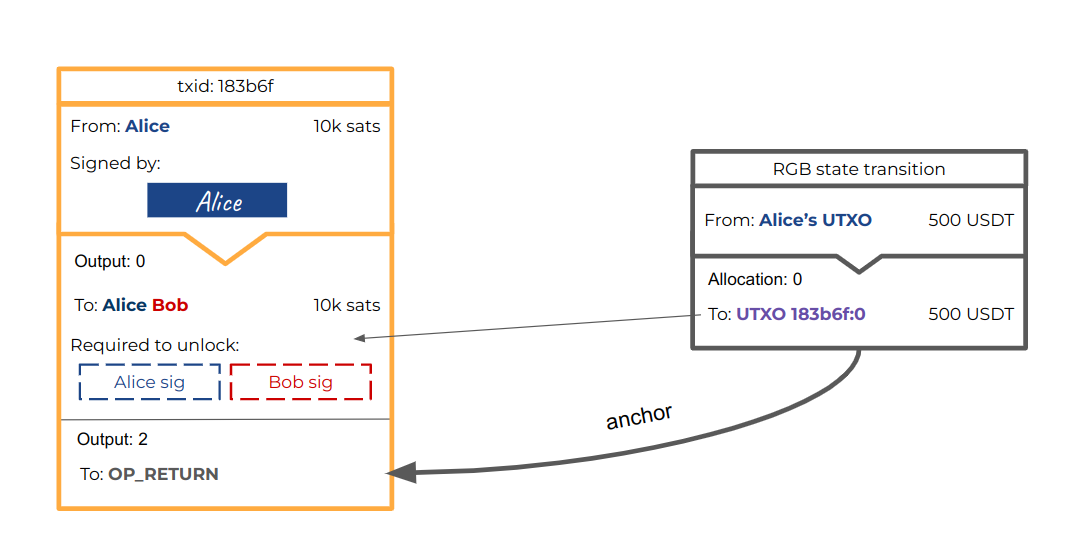 txid: 183b6f
From: Alice 10k sats
Signed by:
Alice
Output: 0
To: Alice Bob 10k sats
Required to unlock:
Alice sig Bob sig
Output: 2
To: OP_RETURN
RGB state transition
From: Alice’s UTXO 500 USDT
Allocation: 0
To: UTXO 183b6f:0 500 USDT
anchor